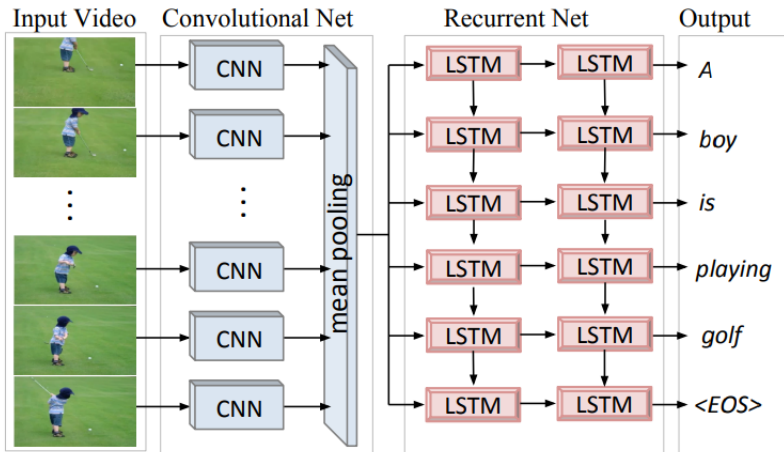 Input Video Convolutional Net Recurrent Net Output
CNN LSTM LSTM A
CNN LSTM LSTM boy
LSTM LSTM is
mean pooling
CNN LSTM LSTM playing
CNN LSTM LSTM golf
CNN LSTM LSTM <EOS>